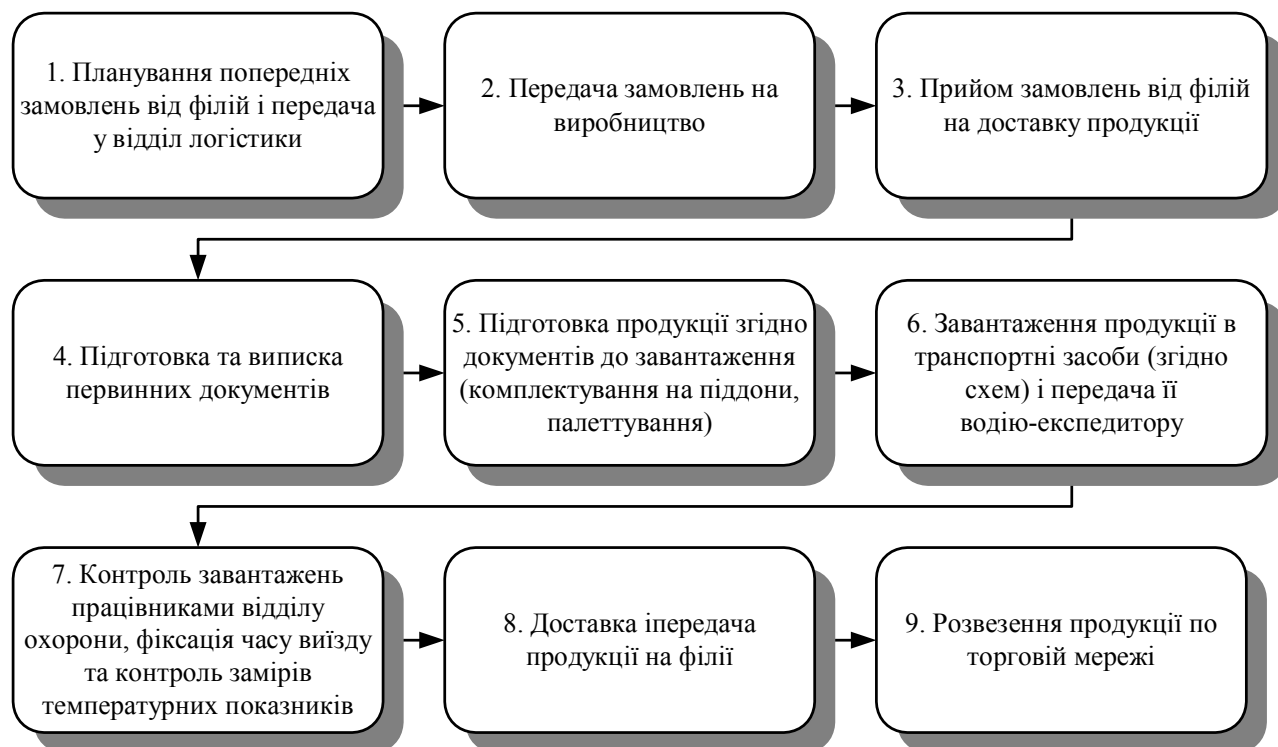 1. Планування попередніх
замовлень від філій і передача
у відділ логістики
2. Передача замовлень на
виробництво
3. Прийом замовлень від філій
на доставку продукції
4. Підготовка та виписка
первинних документів
5. Підготовка продукції згідно
документів до завантаження
(комплектування на піддони,
палеттування)
6. Завантаження продукції в
транспортні засоби (згідно
схем) і передача її
водію-експедитору
7. Контроль завантажень
працівниками відділу
охорони, фіксація часу виїзду
та контроль замірів
температурних показників
8. Доставка іпередача
продукції на філії
9. Розвезення продукції по
торговій мережі